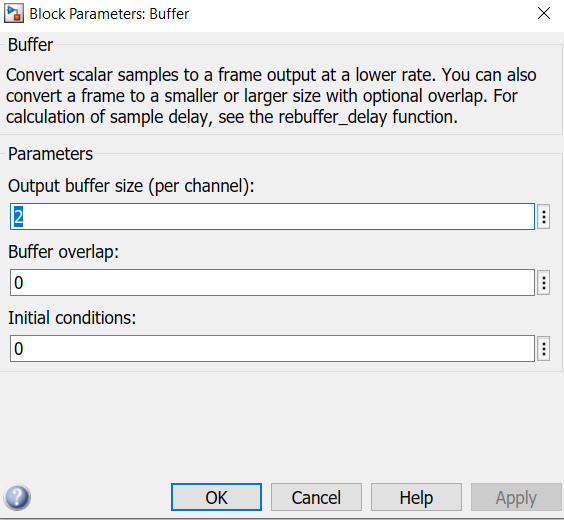 Block Parameters: Buffer
Buffer
Convert scalar samples to a frame output at a lower rate. You can also
convert a frame to a smaller or larger size with optional overlap. For
calculation of sample delay, see the rebuffer_delay function.
Parameters
Output buffer size (per channel):
2
Buffer overlap:
0
Initial conditions:
0
OK Cancel Help Apply